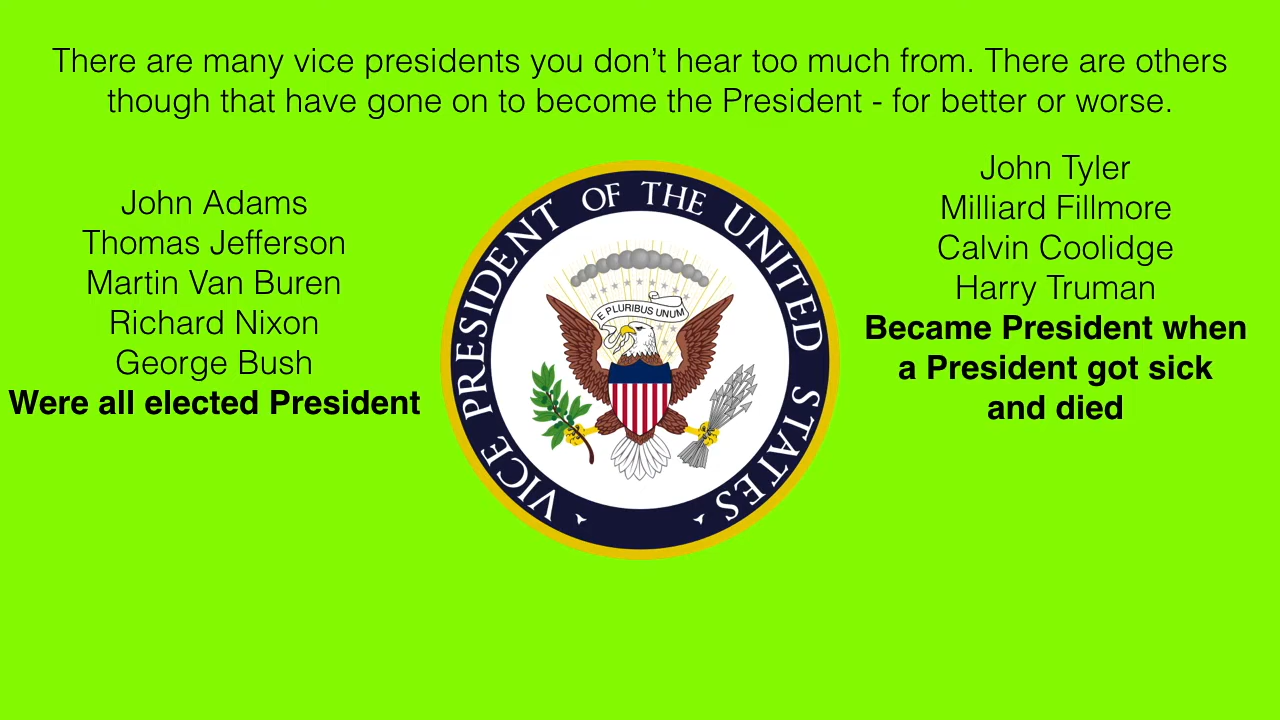 There are many vice presidents you don’t hear too much from. There are others
though that have gone on to become the President - for better or worse.
John Adams
Thomas Jefferson
Martin Van Buren
Richard Nixon
George Bush
Were all elected President
VICE PRESIDENT OF THE UNITED STATES
E PLURIBUS UNUM
John Tyler
Milliard Fillmore
Calvin Coolidge
Harry Truman
Became President when
a President got sick
and died